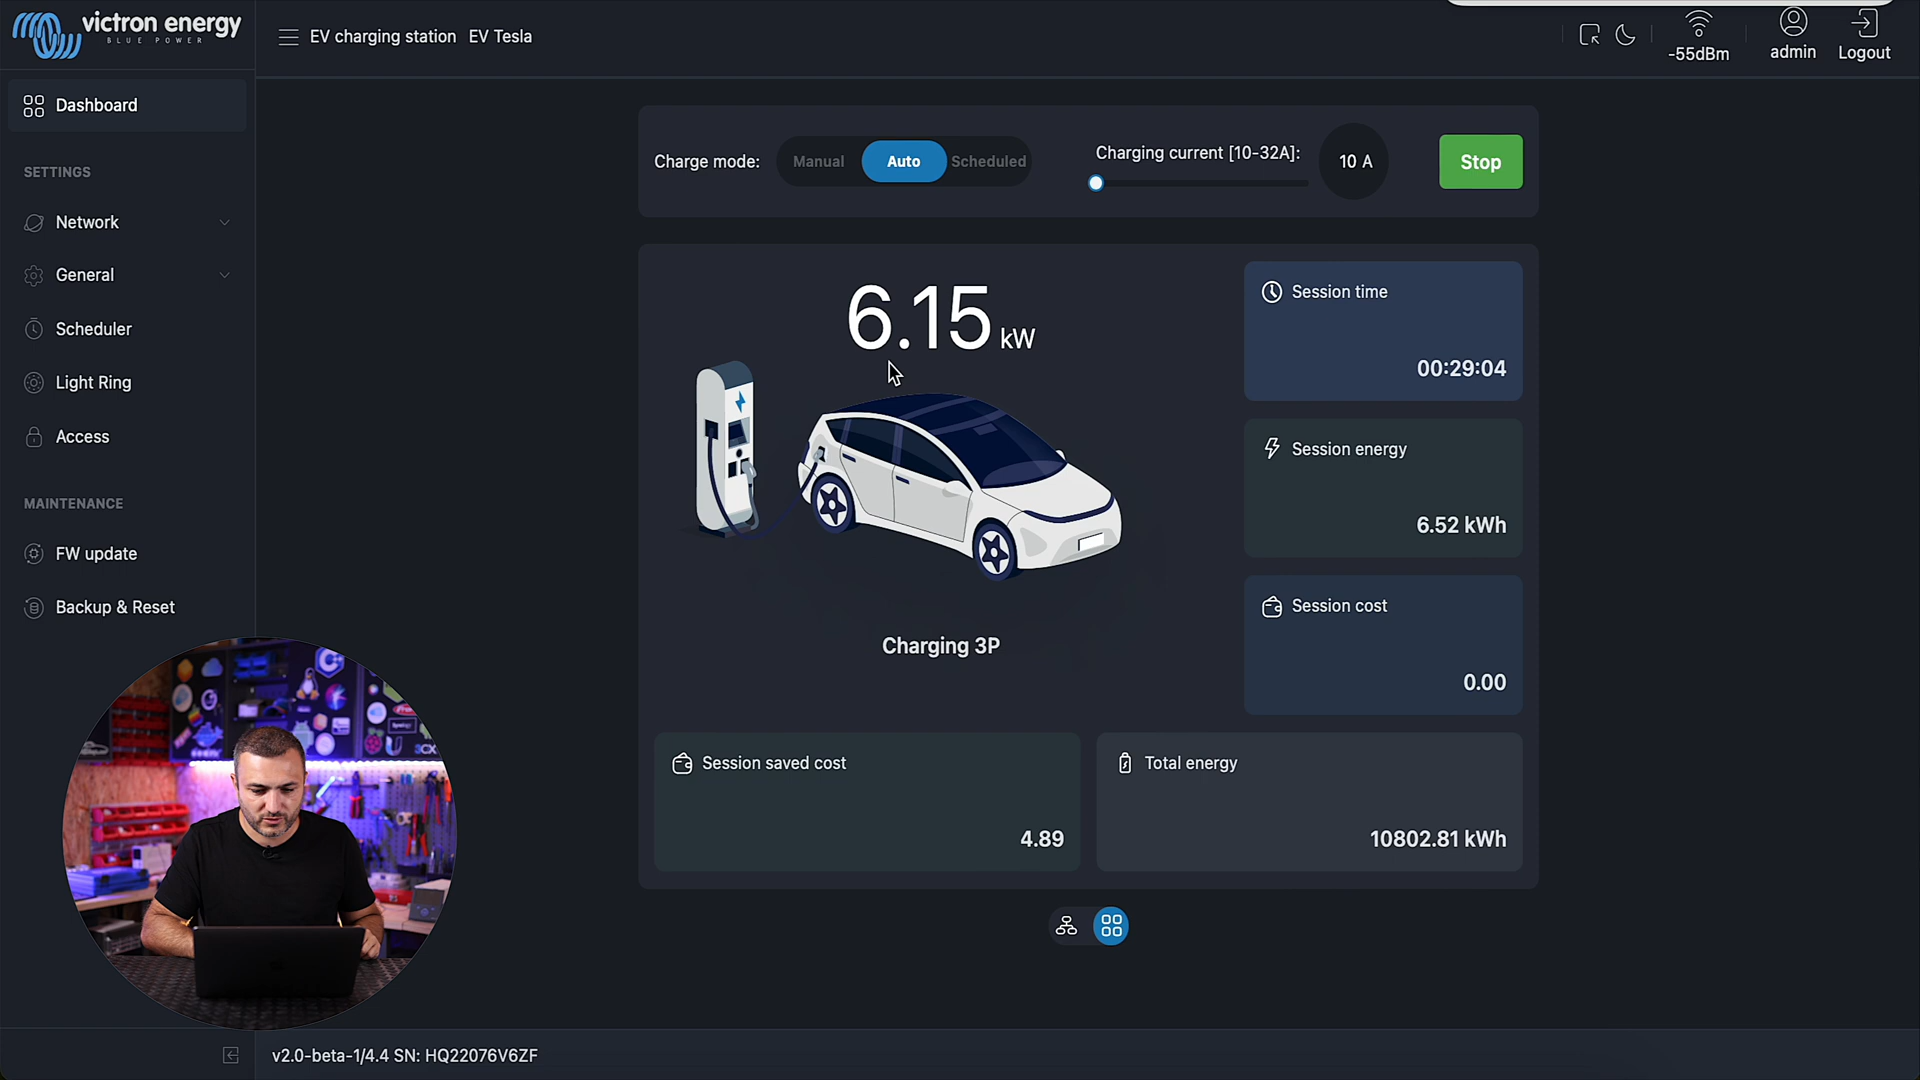 victron energy
BLUE POWER
EV charging station EV Tesla
-55dBm
admin
Logout
Dashboard
SETTINGS
Network
General
Scheduler
Light Ring
Access
MAINTENANCE
FW update
Backup & Reset
Charge mode:
Manual
Auto
Scheduled
Charging current [10-32A]:
10 A
Stop
6.15 kW
Charging 3P
Session time
00:29:04
Session energy
6.52 kWh
Session cost
0.00
Session saved cost
4.89
Total energy
10802.81 kWh
3CX
v2.0-beta-1/4.4 SN: HQ22076V6ZF